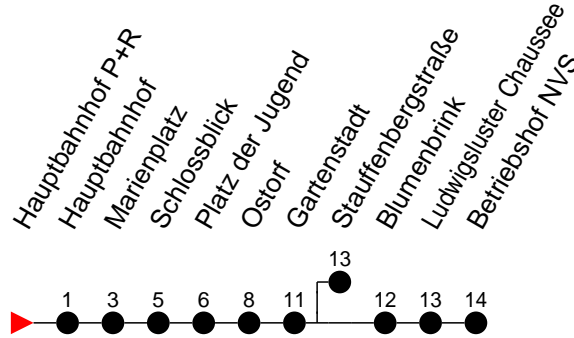 Hauptbahnhof P+R
Hauptbahnhof
Marienplatz
Schlossblick
Platz der Jugend
Ostorf
Gartenstadt
Stauffenbergstraße
Blumenbrink
Ludwigsluster Chaussee
Betriebshof NVS
13
1 3 5 6 8 11 12 13 14